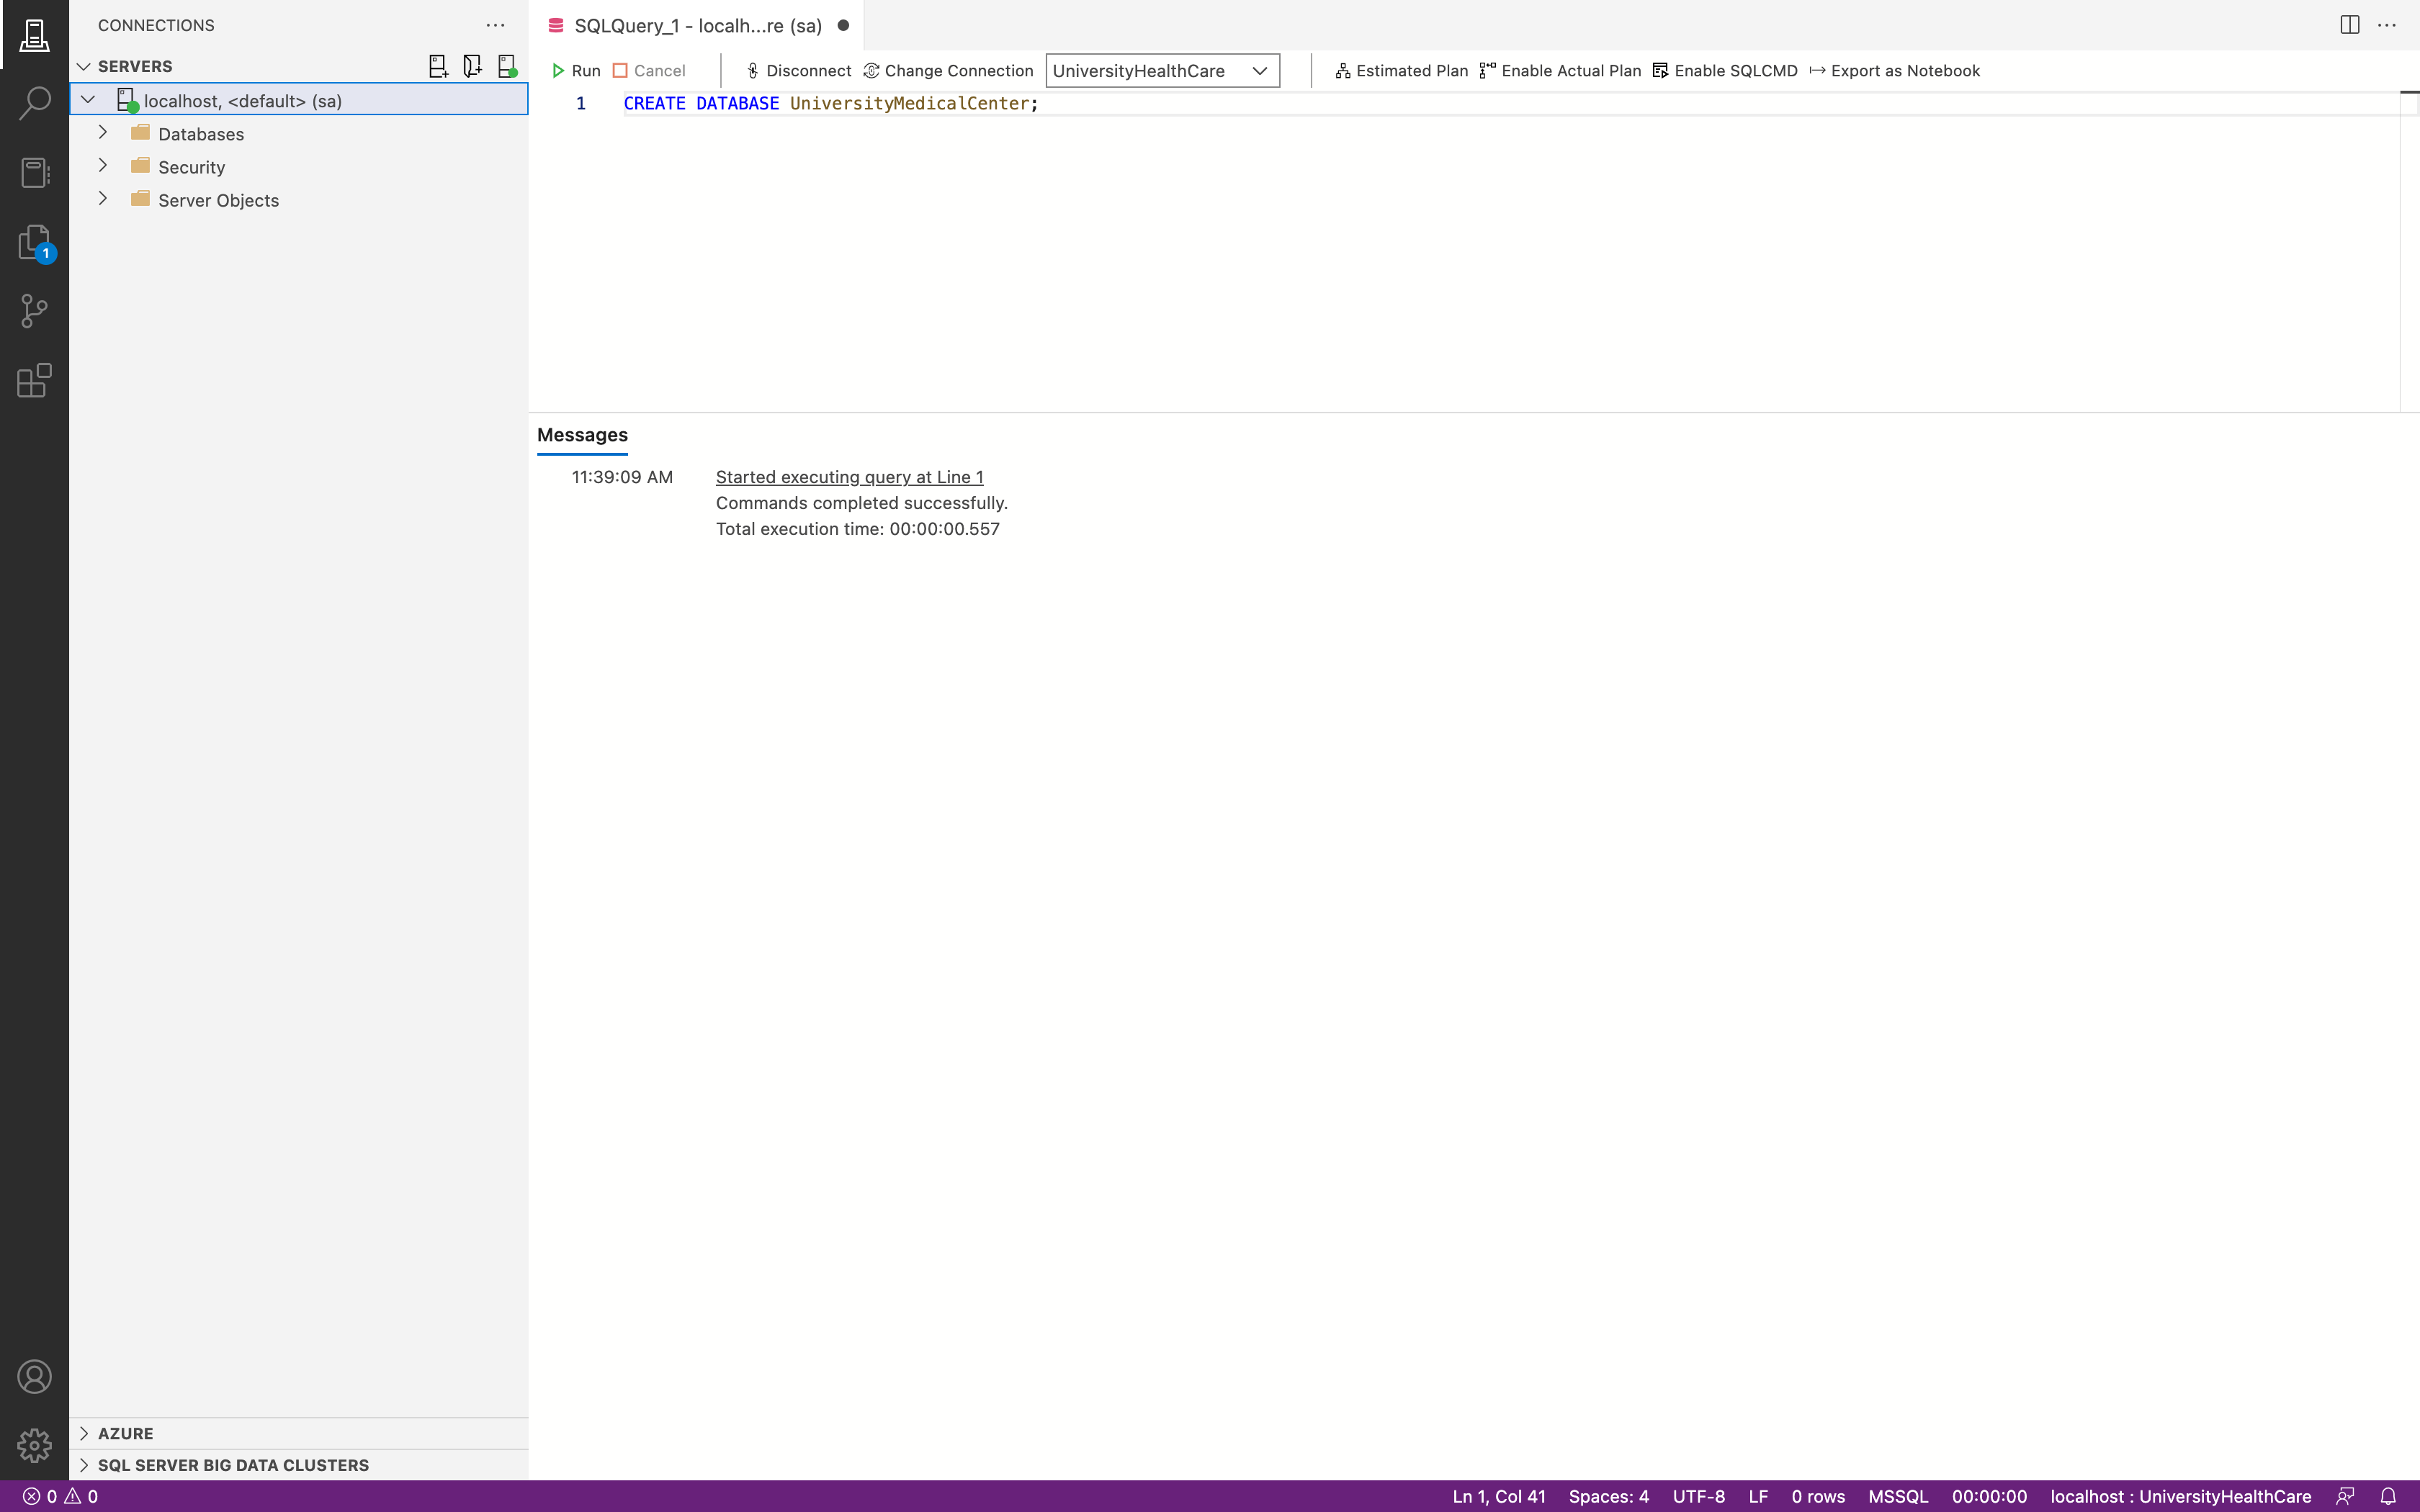 CONNECTIONS
SERVERS
localhost, <default> (sa)
Databases
Security
Server Objects
1
AZURE
SQL SERVER BIG DATA CLUSTERS
SQLQuery_1 - localh...re (sa)
Run Cancel Disconnect Change Connection UniversityHealthCare Estimated Plan Enable Actual Plan Enable SQLCMD Export as Notebook
1 CREATE DATABASE UniversityMedicalCenter;
Messages
11:39:09 AM Started executing query at Line 1
Commands completed successfully.
Total execution time: 00:00:00.557
0 0 Ln 1, Col 41 Spaces: 4 UTF-8 LF 0 rows MSSQL 00:00:00 localhost : UniversityHealthCare